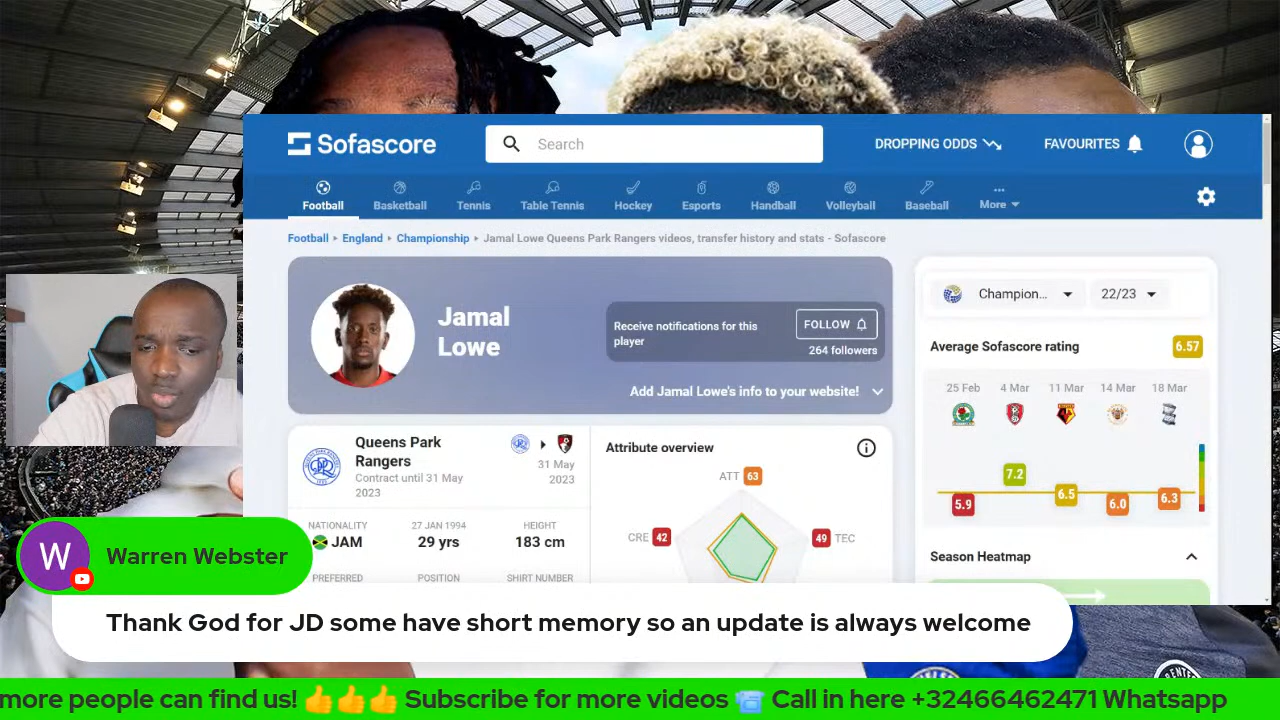 Sofascore
Search
DROPPING ODDS
FAVOURITES
Football
Basketball
Tennis
Table Tennis
Hockey
Esports
Handball
Volleyball
Baseball
More
Football England Championship Jamal Lowe Queens Park Rangers videos, transfer history and stats - Sofascore
Jamal
Lowe
Receive notifications for this
player
FOLLOW
264 followers
Add Jamal Lowe's info to your website!
Champion...
22/23
Average Sofascore rating
6.57
25 Feb
4 Mar
11 Mar
14 Mar
18 Mar
5.9
7.2
6.5
6.0
6.3
Season Heatmap
Queens Park
Rangers
Contract until 31 May
2023
31 May
2023
NATIONALITY
JAM
27 JAN 1994
29 yrs
HEIGHT
183 cm
PREFERRED
POSITION
SHIRT NUMBER
Attribute overview
ATT 63
CRE 42
49 TEC
W
Warren Webster
Thank God for JD some have short memory so an update is always welcome
more people can find us! 👍👍👍 Subscribe for more videos 📹 Call in here +32466462471 Whatsapp